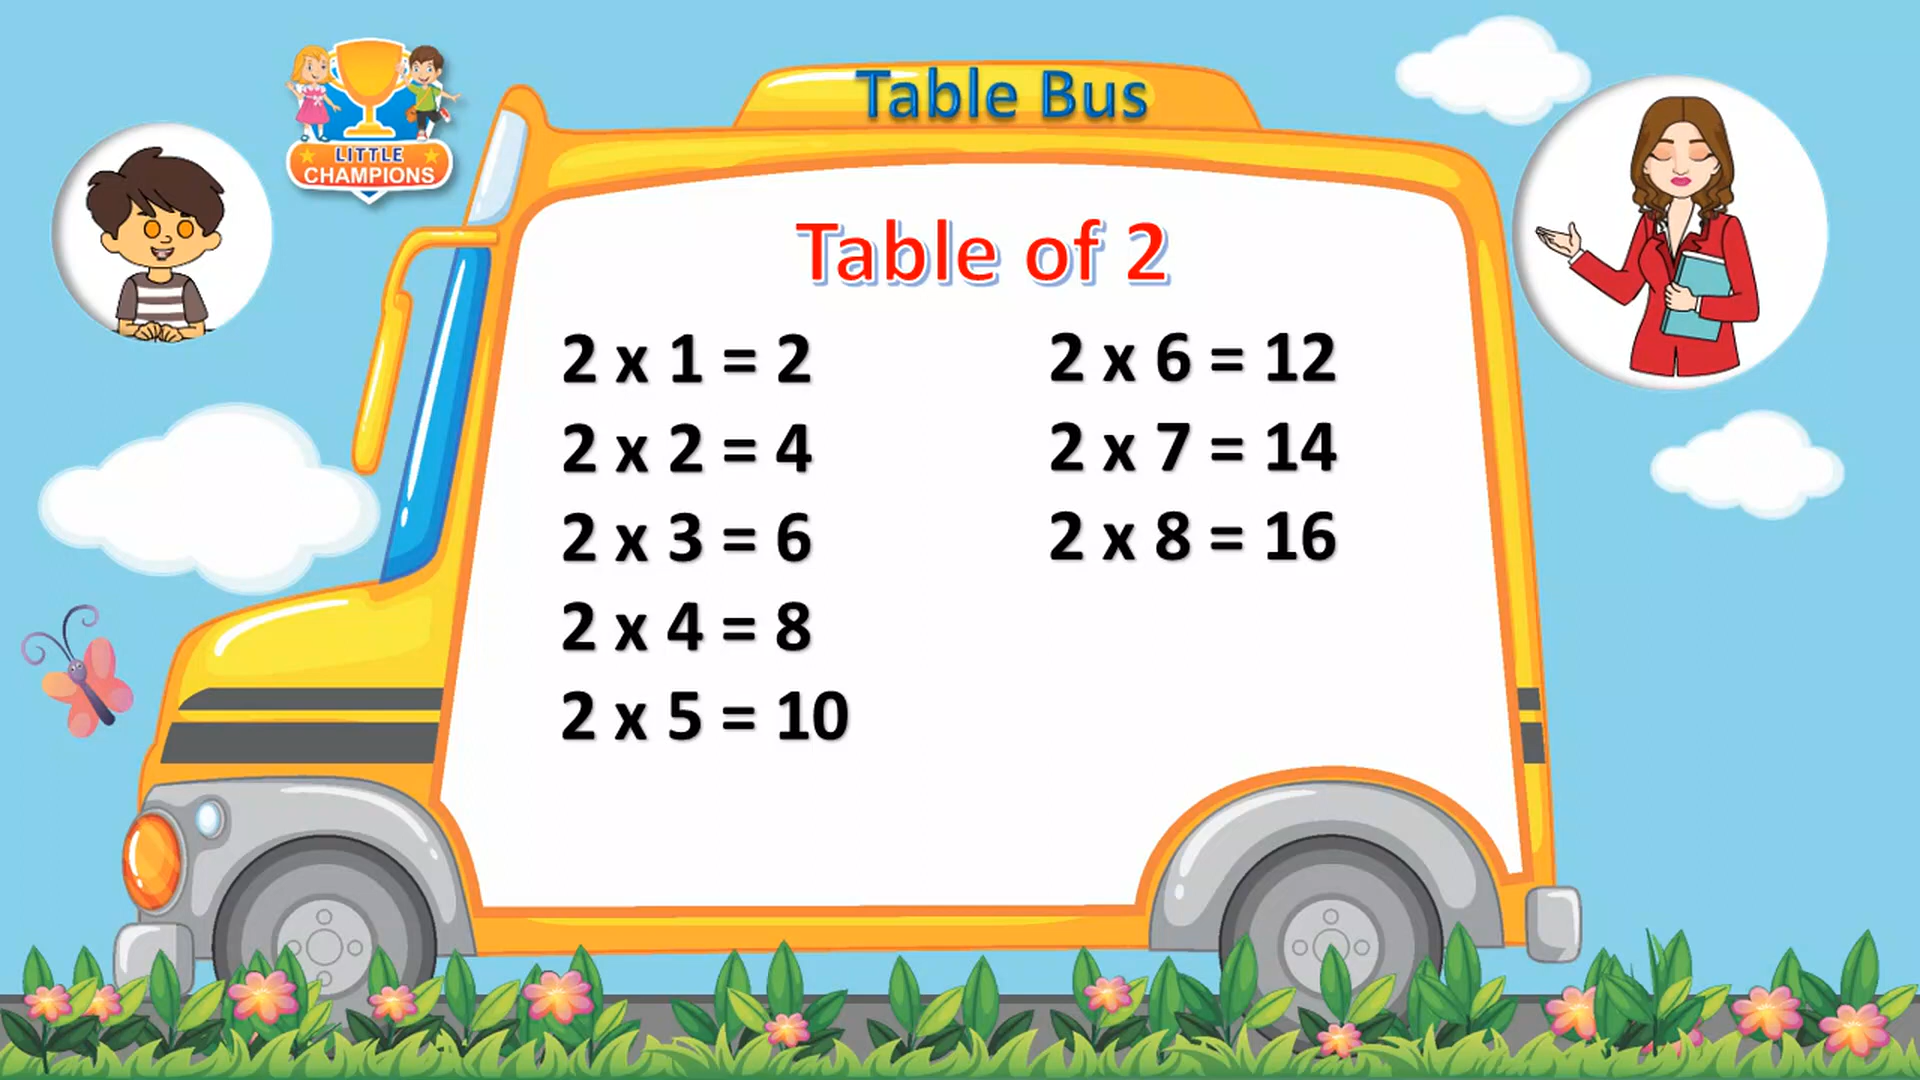 LITTLE
CHAMPIONS
Table Bus
Table of 2
2 x 1 = 2
2 x 2 = 4
2 x 3 = 6
2 x 4 = 8
2 x 5 = 10
2 x 6 = 12
2 x 7 = 14
2 x 8 = 16